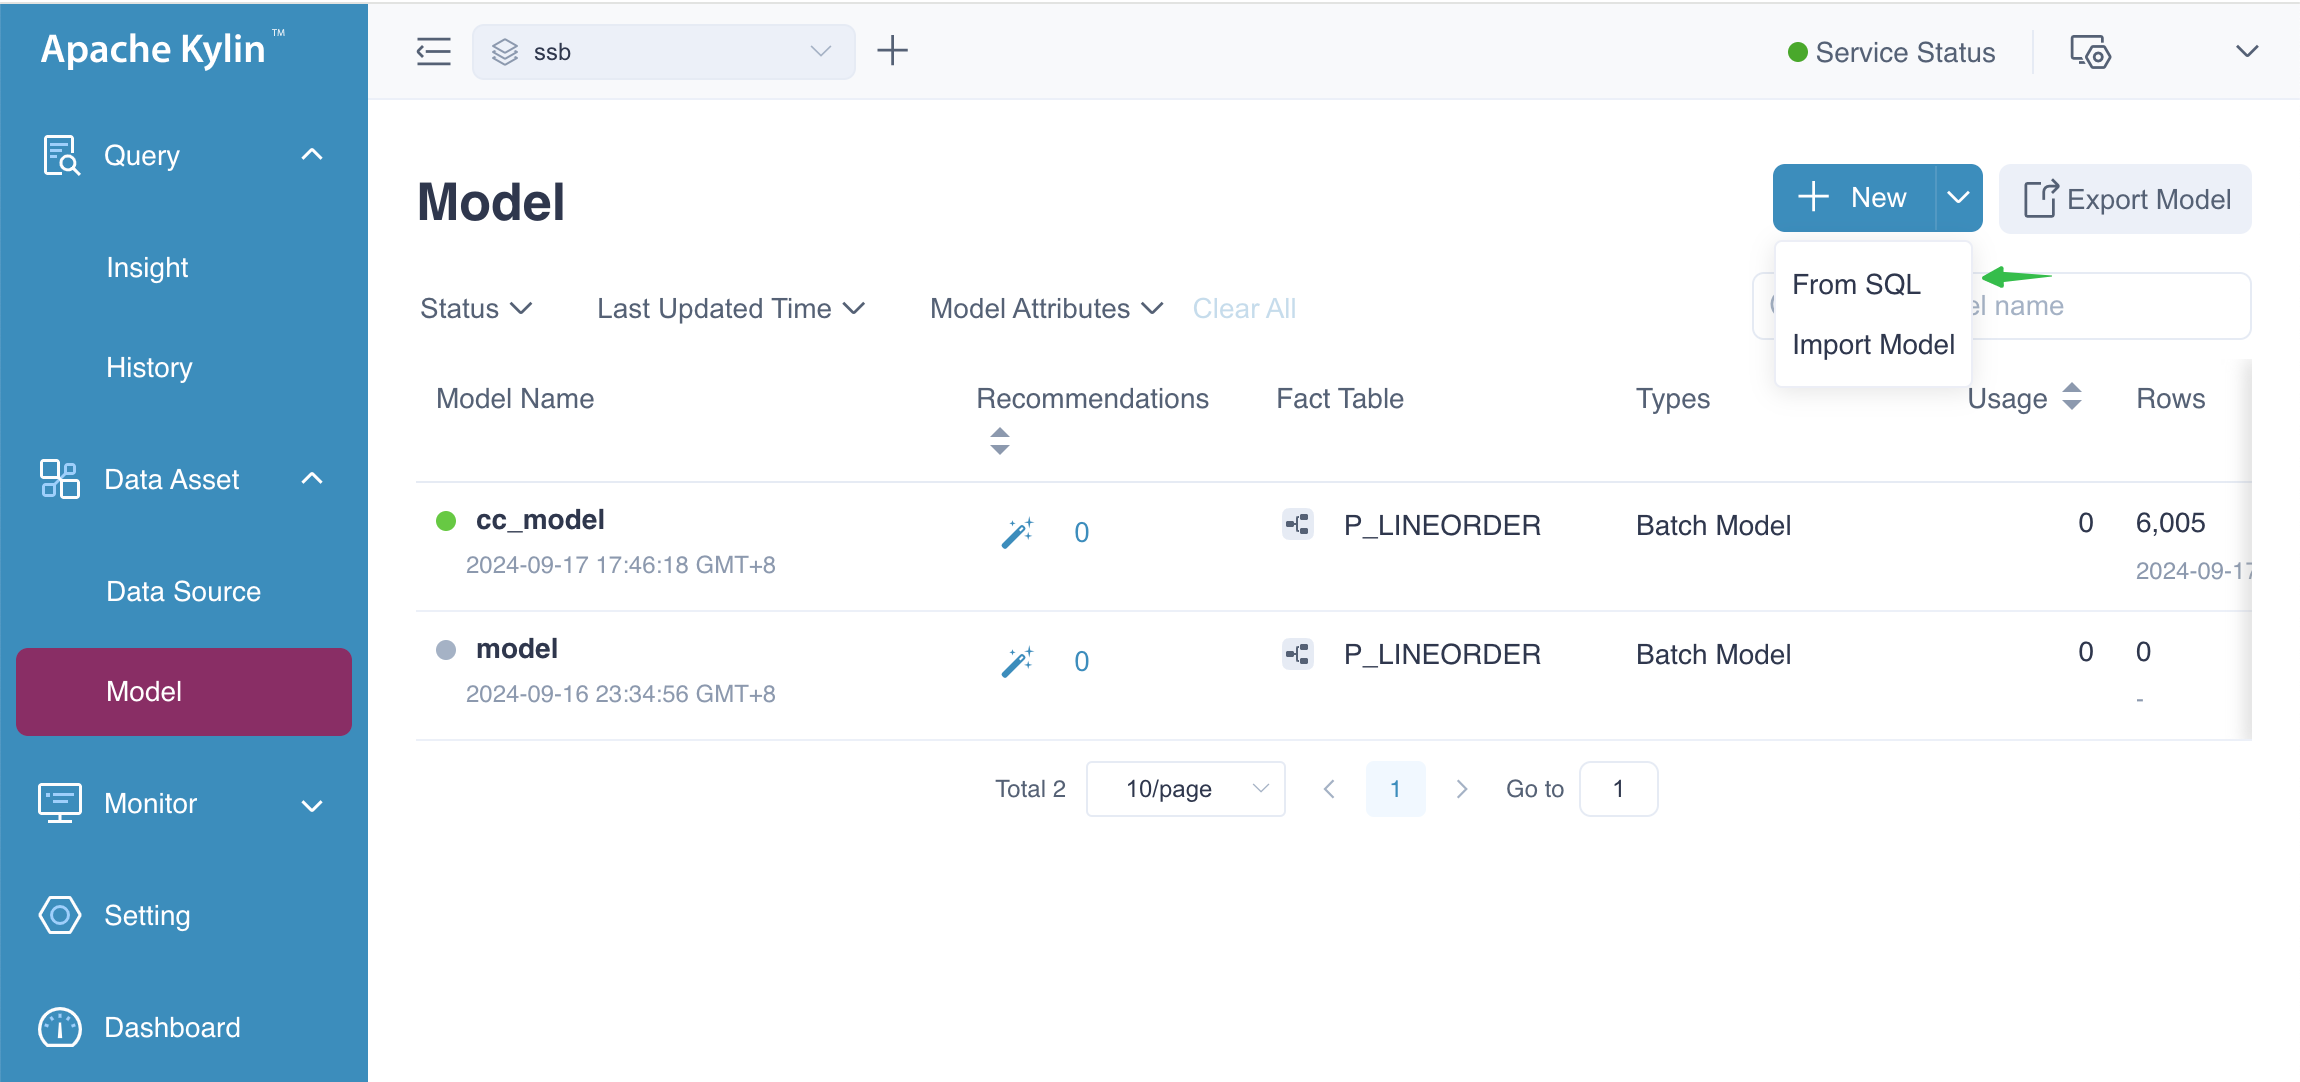 Apache Kylin ™
ssb
Service Status
Query
Insight
History
Data Asset
Data Source
Model
Monitor
Setting
Dashboard
Model
New
Export Model
From SQL
Import Model
Status
Last Updated Time
Model Attributes
Clear All
name
Model Name
Recommendations
Fact Table
Types
Usage
Rows
cc_model
0
P_LINEORDER
Batch Model
0
6,005
2024-09-17 17:46:18 GMT+8
2024-09-17
model
0
P_LINEORDER
Batch Model
0
0
2024-09-16 23:34:56 GMT+8
-
Total 2
10/page
1
Go to
1